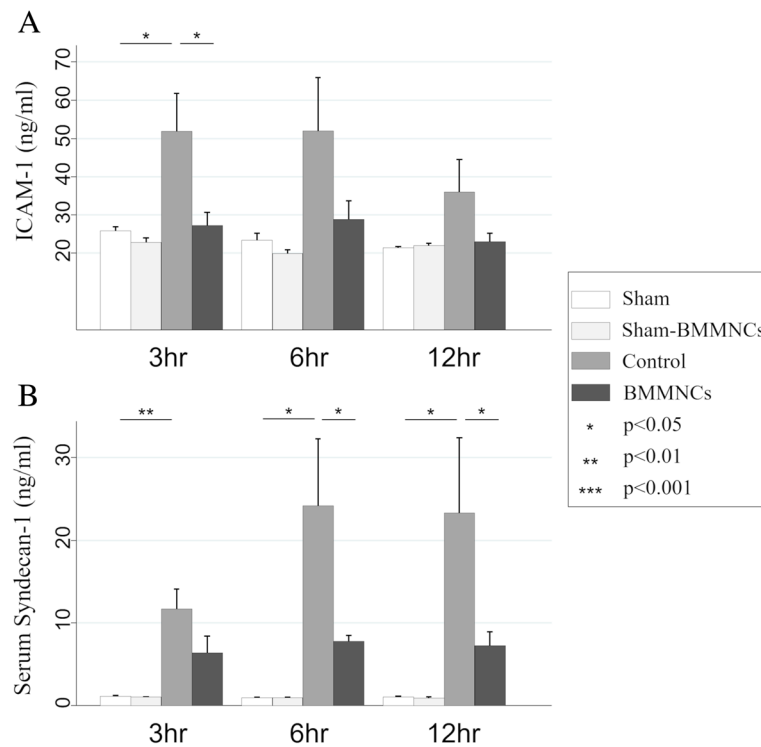 A
* *
ICAM-1 (ng/ml)
70
60
50
40
30
20
3hr 6hr 12hr
Sham
Sham-BMMNCs
Control
BMMNCs
* p<0.05
** p<0.01
*** p<0.001
B
** * * * *
Serum Syndecan-1 (ng/ml)
30
20
10
0
3hr 6hr 12hr